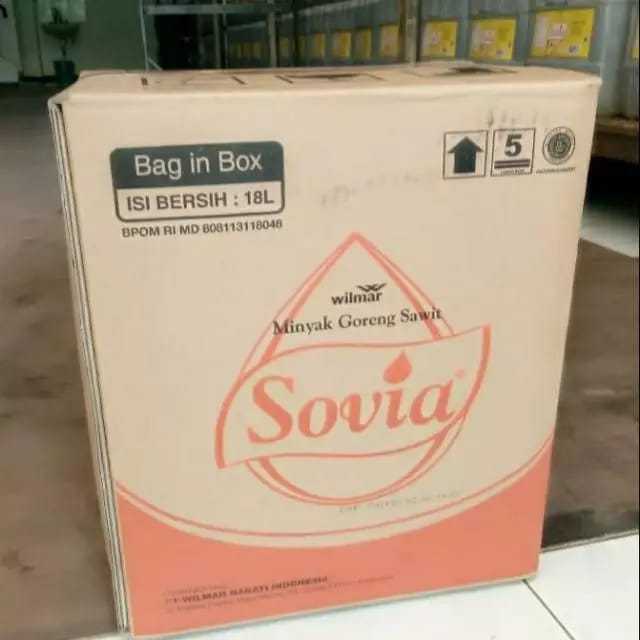 Bag in Box
ISI BERSIH : 18L
BPOM RI MD 808113118048
5
wilmar
Minyak Goreng Sawit
Sovia
PT WILMAR NABATI INDONESIA